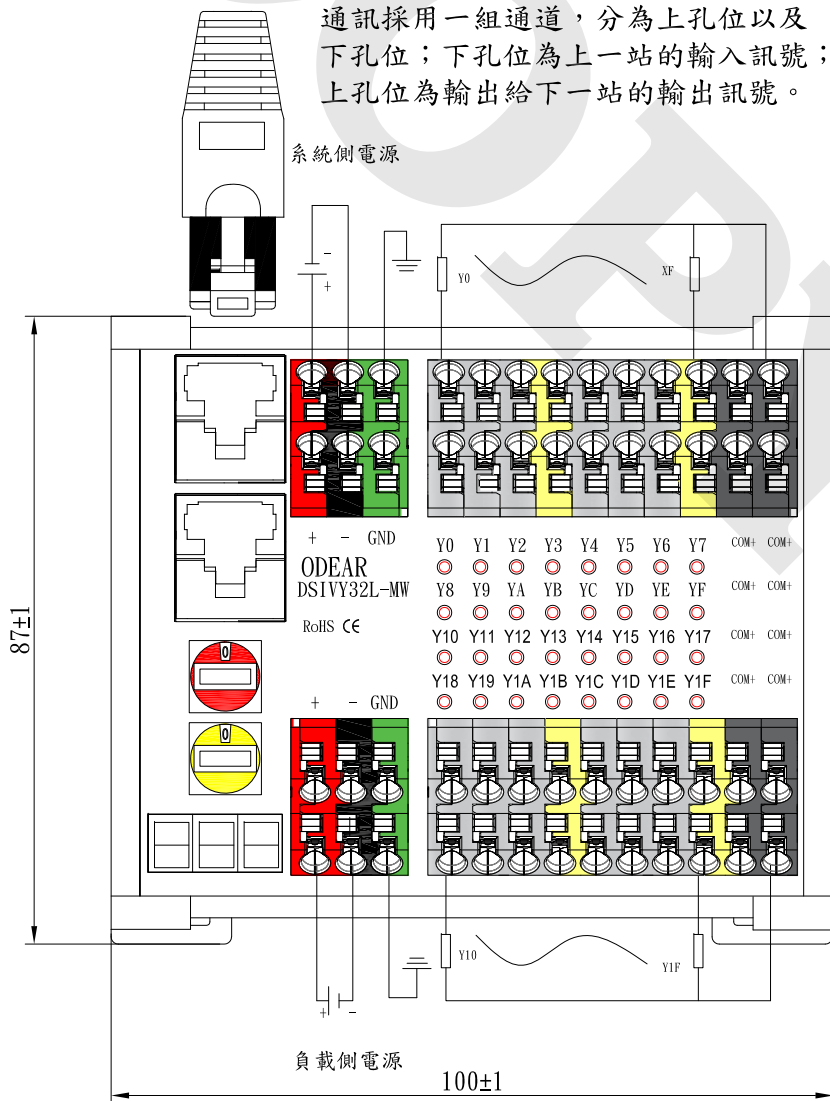 通訊採用一組通道，分為上孔位以及
下孔位；下孔位為上一站的輸入訊號；
上孔位為輸出給下一站的輸出訊號。
系統側電源
-
+
Y0
XF
+ - GND
ODEAR
DSIVY32L-MW
RoHS CE
Y0 Y1 Y2 Y3 Y4 Y5 Y6 Y7 COM+ COM+
Y8 Y9 YA YB YC YD YE YF COM+ COM+
Y10 Y11 Y12 Y13 Y14 Y15 Y16 Y17 COM+ COM+
Y18 Y19 Y1A Y1B Y1C Y1D Y1E Y1F COM+ COM+
0
0
+ - GND
87±1
Y10
Y1F
+ -
負載側電源
100±1
COPY